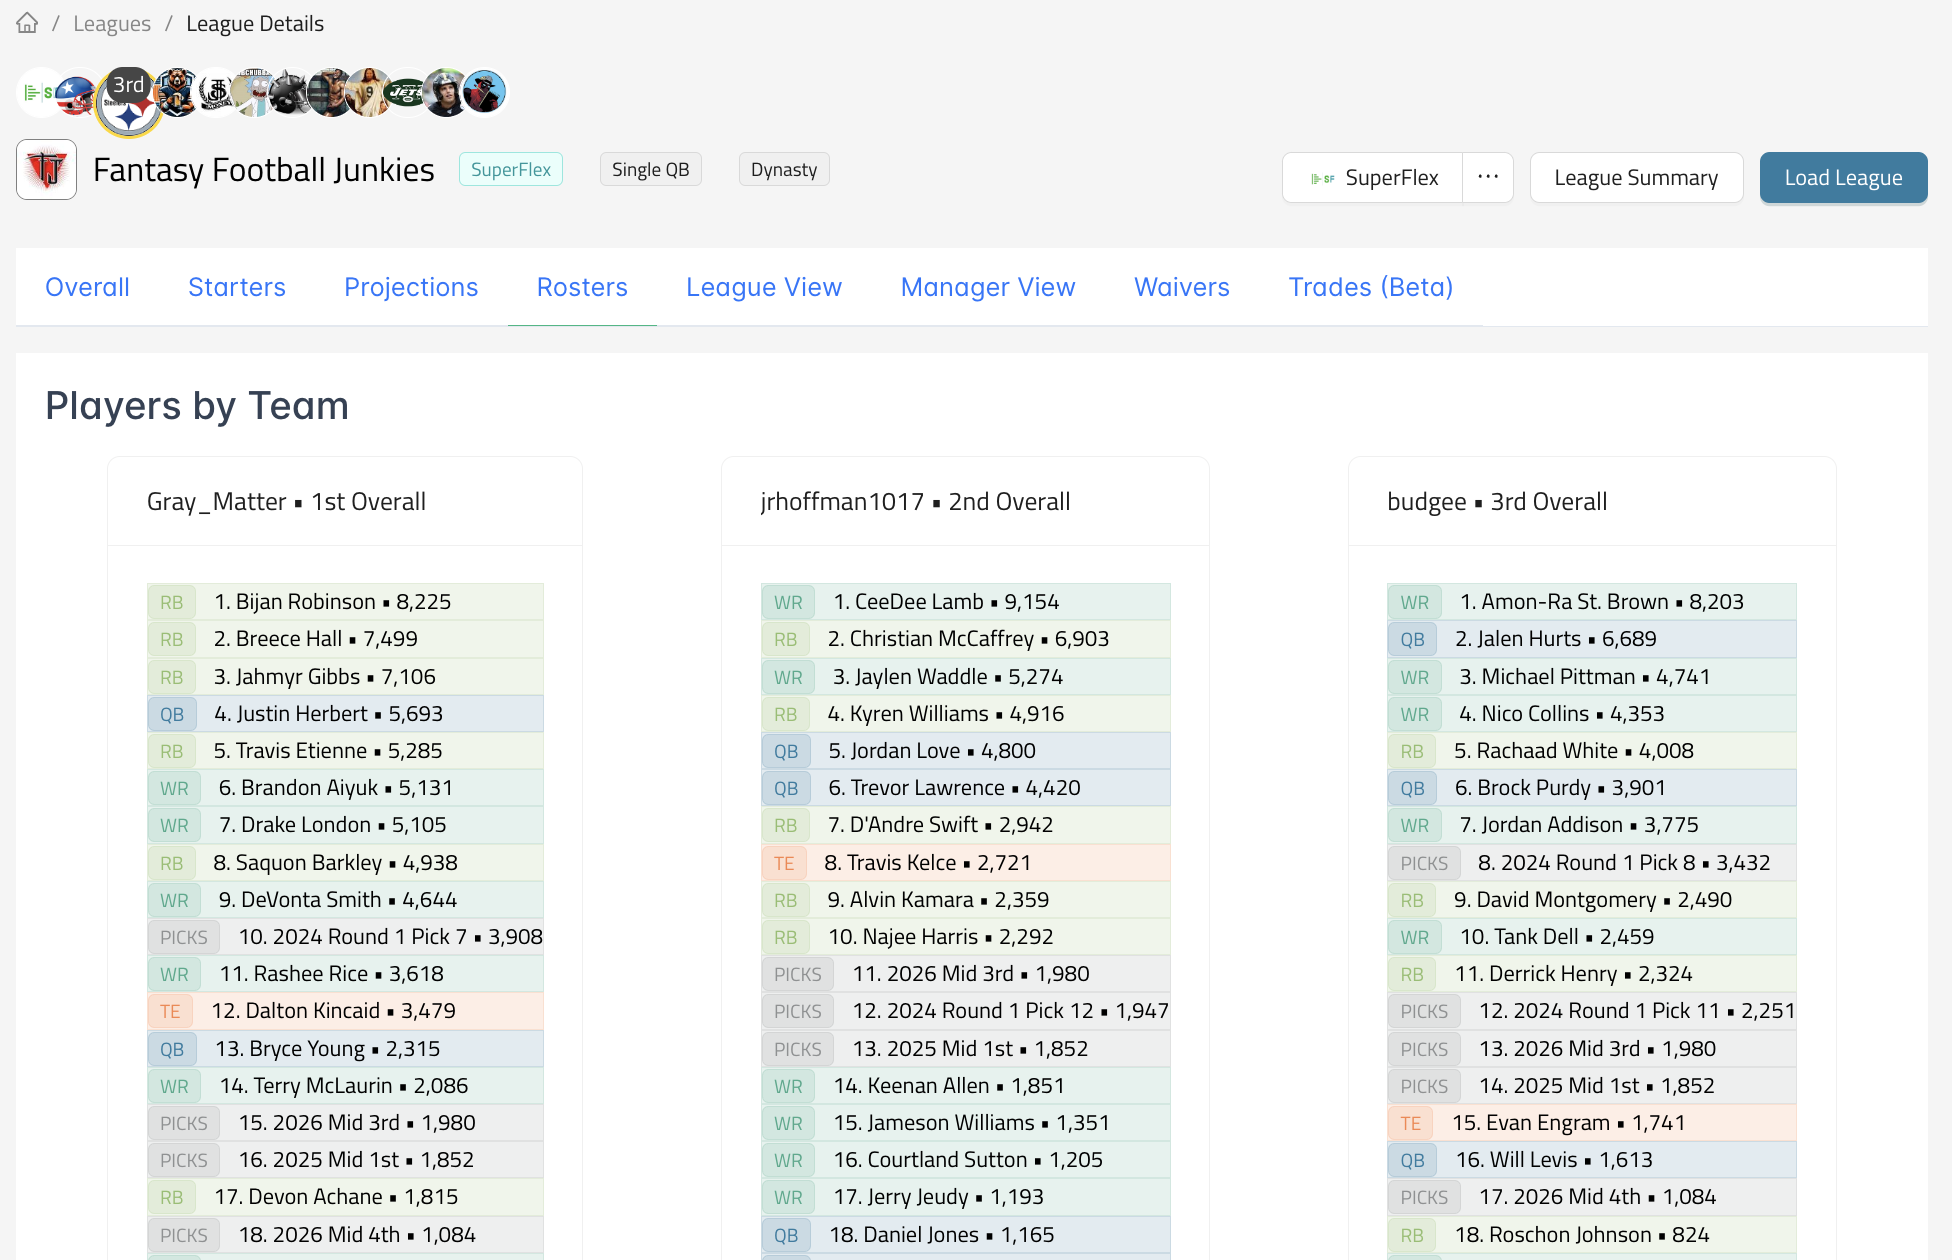 / Leagues / League Details
3rd
Fantasy Football Junkies
SuperFlex
Single QB
Dynasty
SF SuperFlex
...
League Summary
Load League
Overall
Starters
Projections
Rosters
League View
Manager View
Waivers
Trades (Beta)
Players by Team
Gray_Matter ▪ 1st Overall
RB 1. Bijan Robinson ▪ 8,225
RB 2. Breece Hall ▪ 7,499
RB 3. Jahmyr Gibbs ▪ 7,106
QB 4. Justin Herbert ▪ 5,693
RB 5. Travis Etienne ▪ 5,285
WR 6. Brandon Aiyuk ▪ 5,131
WR 7. Drake London ▪ 5,105
RB 8. Saquon Barkley ▪ 4,938
WR 9. DeVonta Smith ▪ 4,644
PICKS 10. 2024 Round 1 Pick 7 ▪ 3,908
WR 11. Rashee Rice ▪ 3,618
TE 12. Dalton Kincaid ▪ 3,479
QB 13. Bryce Young ▪ 2,315
WR 14. Terry McLaurin ▪ 2,086
PICKS 15. 2026 Mid 3rd ▪ 1,980
PICKS 16. 2025 Mid 1st ▪ 1,852
RB 17. Devon Achane ▪ 1,815
PICKS 18. 2026 Mid 4th ▪ 1,084
jrhoffman1017 ▪ 2nd Overall
WR 1. CeeDee Lamb ▪ 9,154
RB 2. Christian McCaffrey ▪ 6,903
WR 3. Jaylen Waddle ▪ 5,274
RB 4. Kyren Williams ▪ 4,916
QB 5. Jordan Love ▪ 4,800
QB 6. Trevor Lawrence ▪ 4,420
RB 7. D'Andre Swift ▪ 2,942
TE 8. Travis Kelce ▪ 2,721
RB 9. Alvin Kamara ▪ 2,359
RB 10. Najee Harris ▪ 2,292
PICKS 11. 2026 Mid 3rd ▪ 1,980
PICKS 12. 2024 Round 1 Pick 12 ▪ 1,947
PICKS 13. 2025 Mid 1st ▪ 1,852
WR 14. Keenan Allen ▪ 1,851
WR 15. Jameson Williams ▪ 1,351
WR 16. Courtland Sutton ▪ 1,205
WR 17. Jerry Jeudy ▪ 1,193
QB 18. Daniel Jones ▪ 1,165
budgee ▪ 3rd Overall
WR 1. Amon-Ra St. Brown ▪ 8,203
QB 2. Jalen Hurts ▪ 6,689
WR 3. Michael Pittman ▪ 4,741
WR 4. Nico Collins ▪ 4,353
RB 5. Rachaad White ▪ 4,008
QB 6. Brock Purdy ▪ 3,901
WR 7. Jordan Addison ▪ 3,775
PICKS 8. 2024 Round 1 Pick 8 ▪ 3,432
RB 9. David Montgomery ▪ 2,490
WR 10. Tank Dell ▪ 2,459
RB 11. Derrick Henry ▪ 2,324
PICKS 12. 2024 Round 1 Pick 11 ▪ 2,251
PICKS 13. 2026 Mid 3rd ▪ 1,980
PICKS 14. 2025 Mid 1st ▪ 1,852
TE 15. Evan Engram ▪ 1,741
QB 16. Will Levis ▪ 1,613
PICKS 17. 2026 Mid 4th ▪ 1,084
RB 18. Roschon Johnson ▪ 824